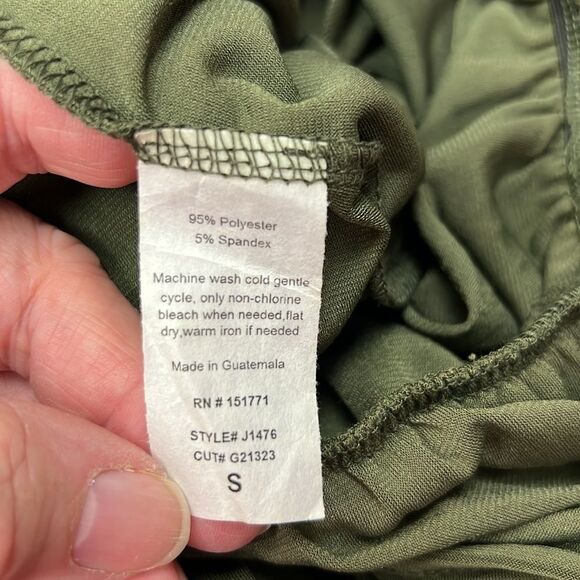 95% Polyester
5% Spandex
Machine wash cold gentle
cycle, only non-chlorine
bleach when needed,flat
dry,warm iron if needed
Made in Guatemala
RN # 151771
STYLE# J1476
CUT# G21323
S